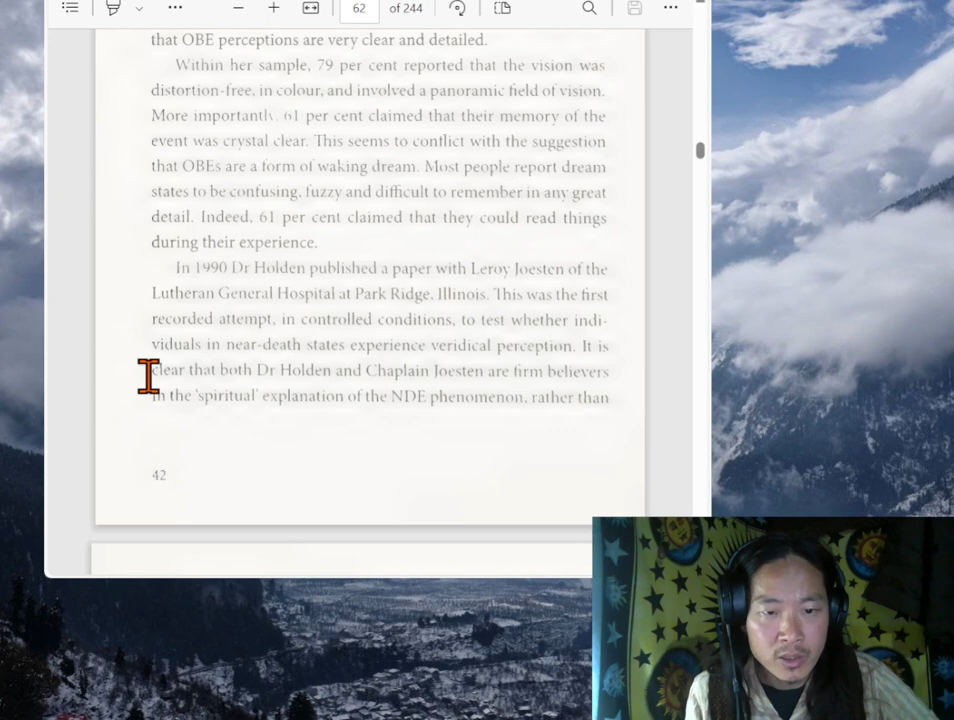 62 of 244
that OBE perceptions are very clear and detailed.
Within her sample, 79 per cent reported that the vision was
distortion-free, in colour, and involved a panoramic field of vision.
More importantly, 61 per cent claimed that their memory of the
event was crystal clear. This seems to conflict with the suggestion
that OBEs are a form of waking dream. Most people report dream
states to be confusing, fuzzy and difficult to remember in any great
detail. Indeed, 61 per cent claimed that they could read things
during their experience.
In 1990 Dr Holden published a paper with Leroy Joesten of the
Lutheran General Hospital at Park Ridge, Illinois. This was the first
recorded attempt, in controlled conditions, to test whether indi-
viduals in near-death states experience veridical perception. It is
clear that both Dr Holden and Chaplain Joesten are firm believers
in the 'spiritual' explanation of the NDE phenomenon, rather than
42